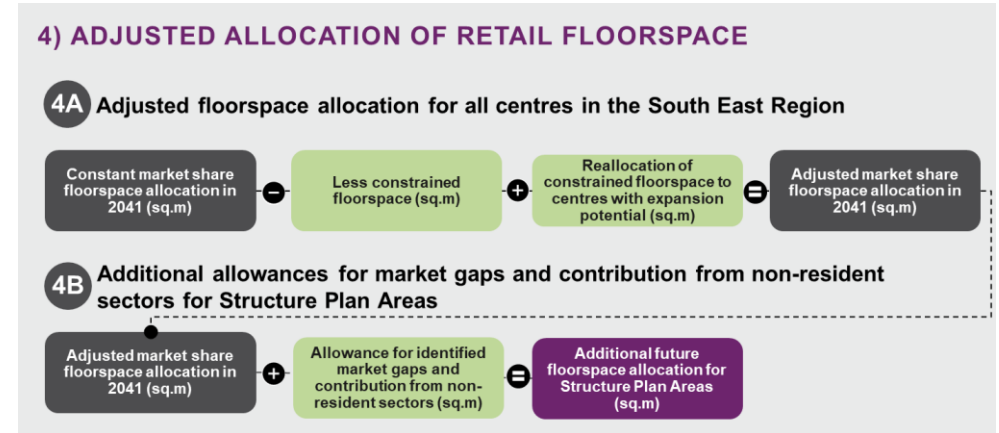 4) ADJUSTED ALLOCATION OF RETAIL FLOORSPACE
4A Adjusted floorspace allocation for all centres in the South East Region
Constant market share
floorspace allocation in
2041 (sq.m)
−
Less constrained
floorspace (sq.m)
+
Reallocation of
constrained floorspace to
centres with expansion
potential (sq.m)
=
Adjusted market share
floorspace allocation in
2041 (sq.m)
4B Additional allowances for market gaps and contribution from non-resident
sectors for Structure Plan Areas
Adjusted market share
floorspace allocation in
2041 (sq.m)
+
Allowance for identified
market gaps and
contribution from non-
resident sectors (sq.m)
=
Additional future
floorspace allocation for
Structure Plan Areas
(sq.m)